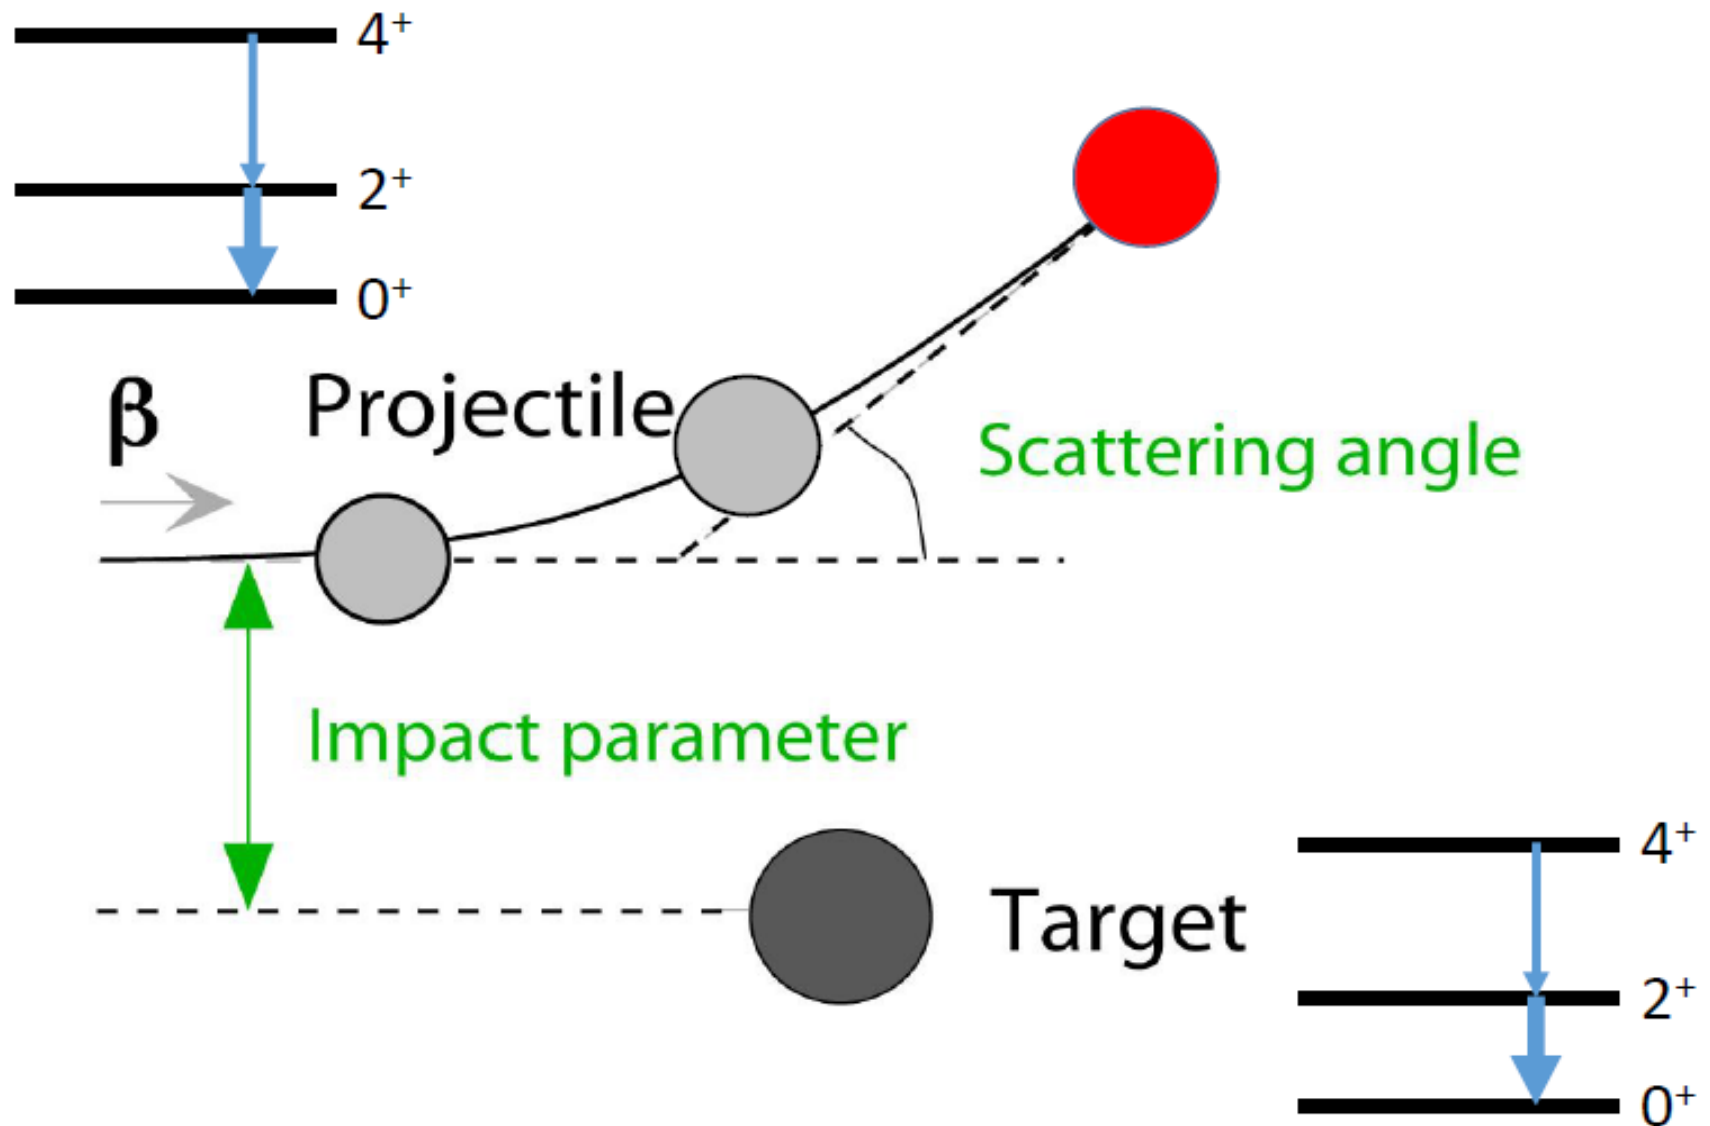 4⁺
2⁺
0⁺
β
Projectile
Scattering angle
Impact parameter
Target
4⁺
2⁺
0⁺